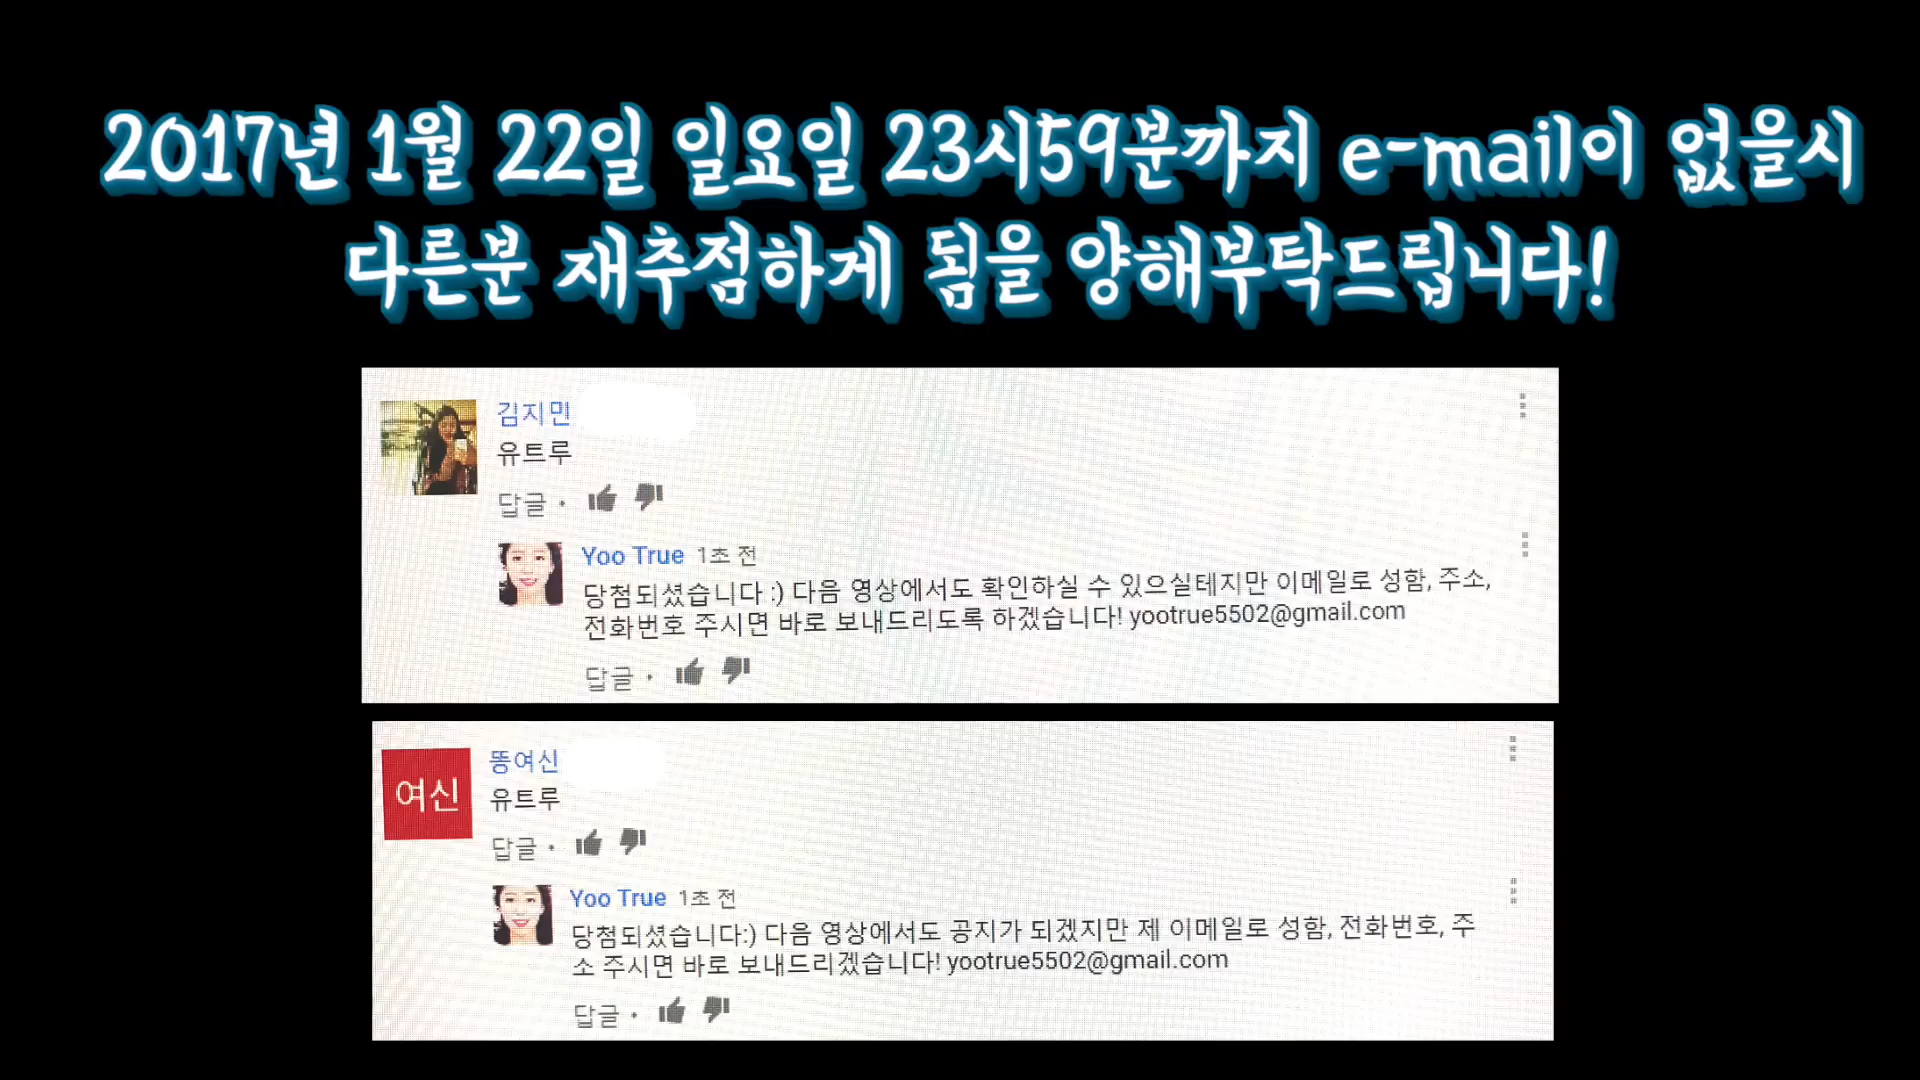 2017년 1월 22일 일요일 23시59분까지 e-mail이 없을시
다른분 재추점하게 됨을 양해부탁드립니다!
김지민
유트루
답글 •
Yoo True 1초 전
당첨되셨습니다 :) 다음 영상에서도 확인하실 수 있으실테지만 이메일로 성함, 주소,
전화번호 주시면 바로 보내드리도록 하겠습니다! yootrue5502@gmail.com
답글 •
여신
똥여신
유트루
답글 •
Yoo True 1초 전
당첨되셨습니다:) 다음 영상에서도 공지가 되겠지만 제 이메일로 성함, 전화번호, 주
소 주시면 바로 보내드리겠습니다! yootrue5502@gmail.com
답글 •